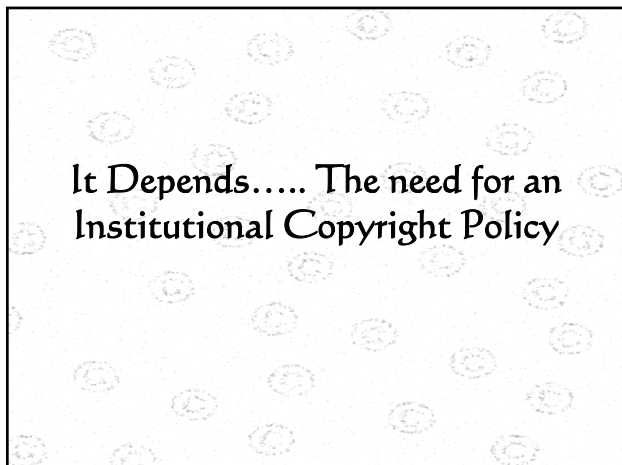 It Depends..... The need for an
Institutional Copyright Policy